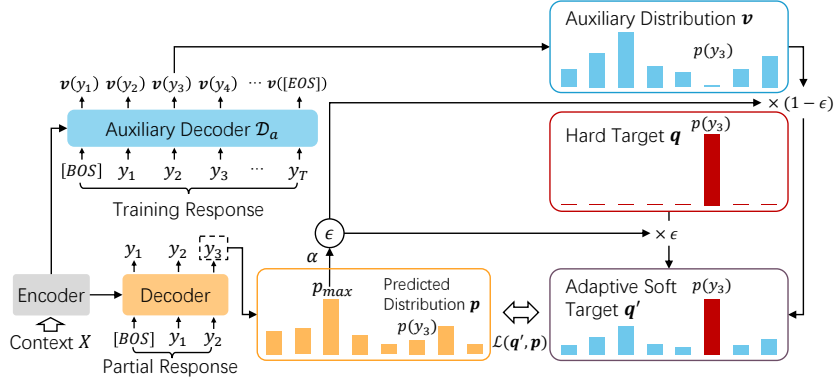 Auxiliary Distribution v
p(y3)
v(y1) v(y2) v(y3) v(y4) ⋯ v([EOS])
× (1 − ϵ)
Auxiliary Decoder 𝒟a
Hard Target q
p(y3)
[BOS] y1 y2 y3 ⋯ yT
Training Response
ϵ
× ϵ
α
y1 y2 y3
Encoder
Decoder
pmax
Predicted
Distribution p
p(y3)
ℒ(q′, p)
Adaptive Soft
Target q′
p(y3)
Context X
[BOS] y1 y2
Partial Response